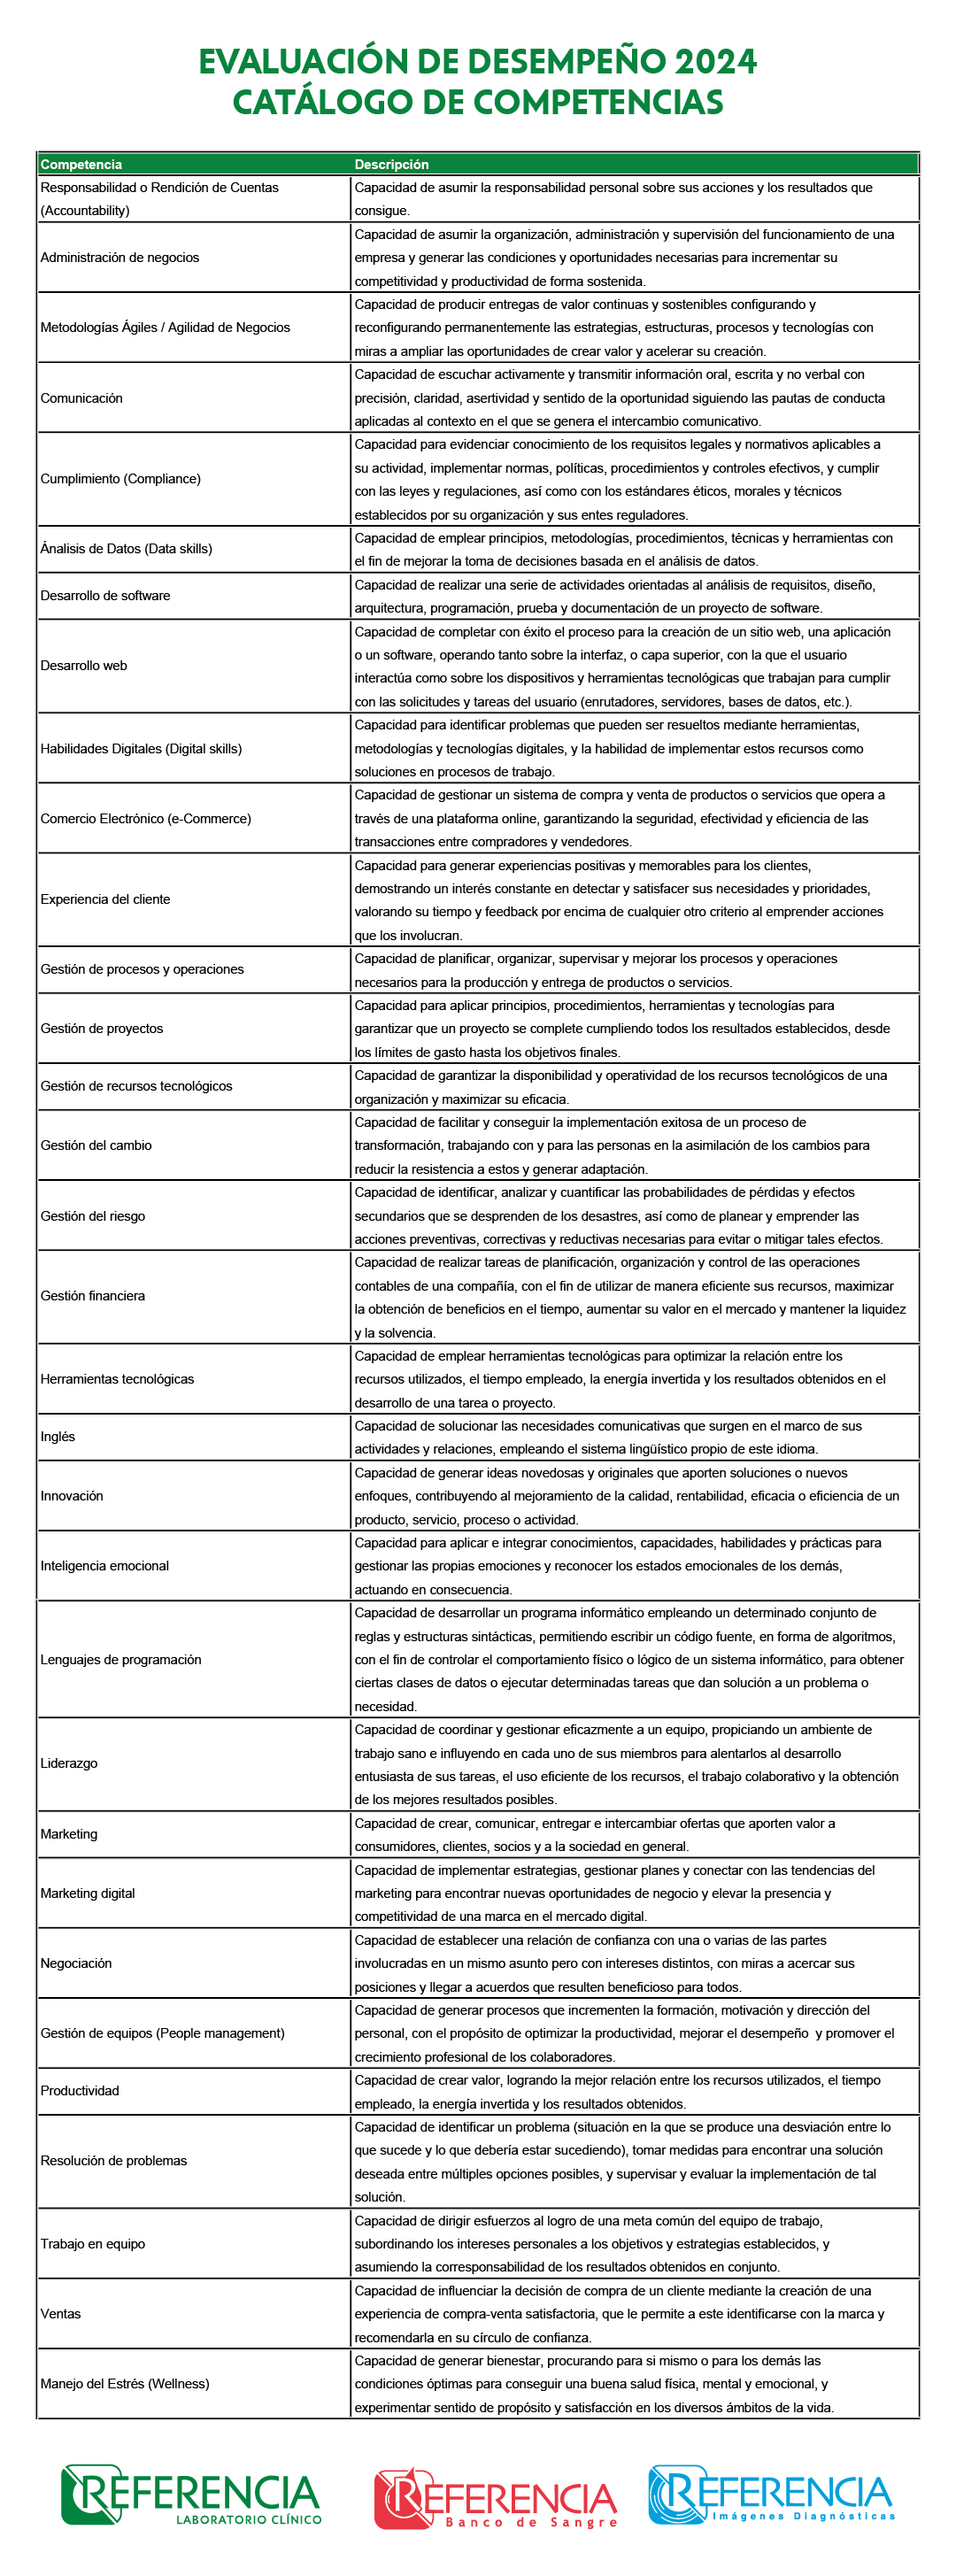 EVALUACIÓN DE DESEMPEÑO 2024
CATÁLOGO DE COMPETENCIAS
Competencia Descripción
Responsabilidad o Rendición de Cuentas
(Accountability)
Capacidad de asumir la responsabilidad personal sobre sus acciones y los resultados que
consigue.
Administración de negocios
Capacidad de asumir la organización, administración y supervisión del funcionamiento de una
empresa y generar las condiciones y oportunidades necesarias para incrementar su
competitividad y productividad de forma sostenida.
Metodologías Ágiles / Agilidad de Negocios
Capacidad de producir entregas de valor continuas y sostenibles configurando y
reconfigurando permanentemente las estrategias, estructuras, procesos y tecnologías con
miras a ampliar las oportunidades de crear valor y acelerar su creación.
Comunicación
Capacidad de escuchar activamente y transmitir información oral, escrita y no verbal con
precisión, claridad, asertividad y sentido de la oportunidad siguiendo las pautas de conducta
aplicadas al contexto en el que se genera el intercambio comunicativo.
Cumplimiento (Compliance)
Capacidad para evidenciar conocimiento de los requisitos legales y normativos aplicables a
su actividad, implementar normas, políticas, procedimientos y controles efectivos, y cumplir
con las leyes y regulaciones, así como con los estándares éticos, morales y técnicos
establecidos por su organización y sus entes reguladores.
Ánalisis de Datos (Data skills)
Capacidad de emplear principios, metodologías, procedimientos, técnicas y herramientas con
el fin de mejorar la toma de decisiones basada en el análisis de datos.
Desarrollo de software
Capacidad de realizar una serie de actividades orientadas al análisis de requisitos, diseño,
arquitectura, programación, prueba y documentación de un proyecto de software.
Desarrollo web
Capacidad de completar con éxito el proceso para la creación de un sitio web, una aplicación
o un software, operando tanto sobre la interfaz, o capa superior, con la que el usuario
interactúa como sobre los dispositivos y herramientas tecnológicas que trabajan para cumplir
con las solicitudes y tareas del usuario (enrutadores, servidores, bases de datos, etc.).
Habilidades Digitales (Digital skills)
Capacidad para identificar problemas que pueden ser resueltos mediante herramientas,
metodologías y tecnologías digitales, y la habilidad de implementar estos recursos como
soluciones en procesos de trabajo.
Comercio Electrónico (e-Commerce)
Capacidad de gestionar un sistema de compra y venta de productos o servicios que opera a
través de una plataforma online, garantizando la seguridad, efectividad y eficiencia de las
transacciones entre compradores y vendedores.
Experiencia del cliente
Capacidad para generar experiencias positivas y memorables para los clientes,
demostrando un interés constante en detectar y satisfacer sus necesidades y prioridades,
valorando su tiempo y feedback por encima de cualquier otro criterio al emprender acciones
que los involucran.
Gestión de procesos y operaciones
Capacidad de planificar, organizar, supervisar y mejorar los procesos y operaciones
necesarios para la producción y entrega de productos o servicios.
Gestión de proyectos
Capacidad para aplicar principios, procedimientos, herramientas y tecnologías para
garantizar que un proyecto se complete cumpliendo todos los resultados establecidos, desde
los límites de gasto hasta los objetivos finales.
Gestión de recursos tecnológicos
Capacidad de garantizar la disponibilidad y operatividad de los recursos tecnológicos de una
organización y maximizar su eficacia.
Gestión del cambio
Capacidad de facilitar y conseguir la implementación exitosa de un proceso de
transformación, trabajando con y para las personas en la asimilación de los cambios para
reducir la resistencia a estos y generar adaptación.
Gestión del riesgo
Capacidad de identificar, analizar y cuantificar las probabilidades de pérdidas y efectos
secundarios que se desprenden de los desastres, así como de planear y emprender las
acciones preventivas, correctivas y reductivas necesarias para evitar o mitigar tales efectos.
Gestión financiera
Capacidad de realizar tareas de planificación, organización y control de las operaciones
contables de una compañía, con el fin de utilizar de manera eficiente sus recursos, maximizar
la obtención de beneficios en el tiempo, aumentar su valor en el mercado y mantener la liquidez
y la solvencia.
Herramientas tecnológicas
Capacidad de emplear herramientas tecnológicas para optimizar la relación entre los
recursos utilizados, el tiempo empleado, la energía invertida y los resultados obtenidos en el
desarrollo de una tarea o proyecto.
Inglés
Capacidad de solucionar las necesidades comunicativas que surgen en el marco de sus
actividades y relaciones, empleando el sistema lingüístico propio de este idioma.
Innovación
Capacidad de generar ideas novedosas y originales que aporten soluciones o nuevos
enfoques, contribuyendo al mejoramiento de la calidad, rentabilidad, eficacia o eficiencia de un
producto, servicio, proceso o actividad.
Inteligencia emocional
Capacidad para aplicar e integrar conocimientos, capacidades, habilidades y prácticas para
gestionar las propias emociones y reconocer los estados emocionales de los demás,
actuando en consecuencia.
Lenguajes de programación
Capacidad de desarrollar un programa informático empleando un determinado conjunto de
reglas y estructuras sintácticas, permitiendo escribir un código fuente, en forma de algoritmos,
con el fin de controlar el comportamiento físico o lógico de un sistema informático, para obtener
ciertas clases de datos o ejecutar determinadas tareas que dan solución a un problema o
necesidad.
Liderazgo
Capacidad de coordinar y gestionar eficazmente a un equipo, propiciando un ambiente de
trabajo sano e influyendo en cada uno de sus miembros para alentarlos al desarrollo
entusiasta de sus tareas, el uso eficiente de los recursos, el trabajo colaborativo y la obtención
de los mejores resultados posibles.
Marketing
Capacidad de crear, comunicar, entregar e intercambiar ofertas que aporten valor a
consumidores, clientes, socios y a la sociedad en general.
Marketing digital
Capacidad de implementar estrategias, gestionar planes y conectar con las tendencias del
marketing para encontrar nuevas oportunidades de negocio y elevar la presencia y
competitividad de una marca en el mercado digital.
Negociación
Capacidad de establecer una relación de confianza con una o varias de las partes
involucradas en un mismo asunto pero con intereses distintos, con miras a acercar sus
posiciones y llegar a acuerdos que resulten beneficioso para todos.
Gestión de equipos (People management)
Capacidad de generar procesos que incrementen la formación, motivación y dirección del
personal, con el propósito de optimizar la productividad, mejorar el desempeño y promover el
crecimiento profesional de los colaboradores.
Productividad
Capacidad de crear valor, logrando la mejor relación entre los recursos utilizados, el tiempo
empleado, la energía invertida y los resultados obtenidos.
Resolución de problemas
Capacidad de identificar un problema (situación en la que se produce una desviación entre lo
que sucede y lo que debería estar sucediendo), tomar medidas para encontrar una solución
deseada entre múltiples opciones posibles, y supervisar y evaluar la implementación de tal
solución.
Trabajo en equipo
Capacidad de dirigir esfuerzos al logro de una meta común del equipo de trabajo,
subordinando los intereses personales a los objetivos y estrategias establecidos, y
asumiendo la corresponsabilidad de los resultados obtenidos en conjunto.
Ventas
Capacidad de influenciar la decisión de compra de un cliente mediante la creación de una
experiencia de compra-venta satisfactoria, que le permite a este identificarse con la marca y
recomendarla en su círculo de confianza.
Manejo del Estrés (Wellness)
Capacidad de generar bienestar, procurando para si mismo o para los demás las
condiciones óptimas para conseguir una buena salud física, mental y emocional, y
experimentar sentido de propósito y satisfacción en los diversos ámbitos de la vida.
REFERENCIA
LABORATORIO CLÍNICO
REFERENCIA
Banco de Sangre
REFERENCIA
Imágenes Diagnósticas